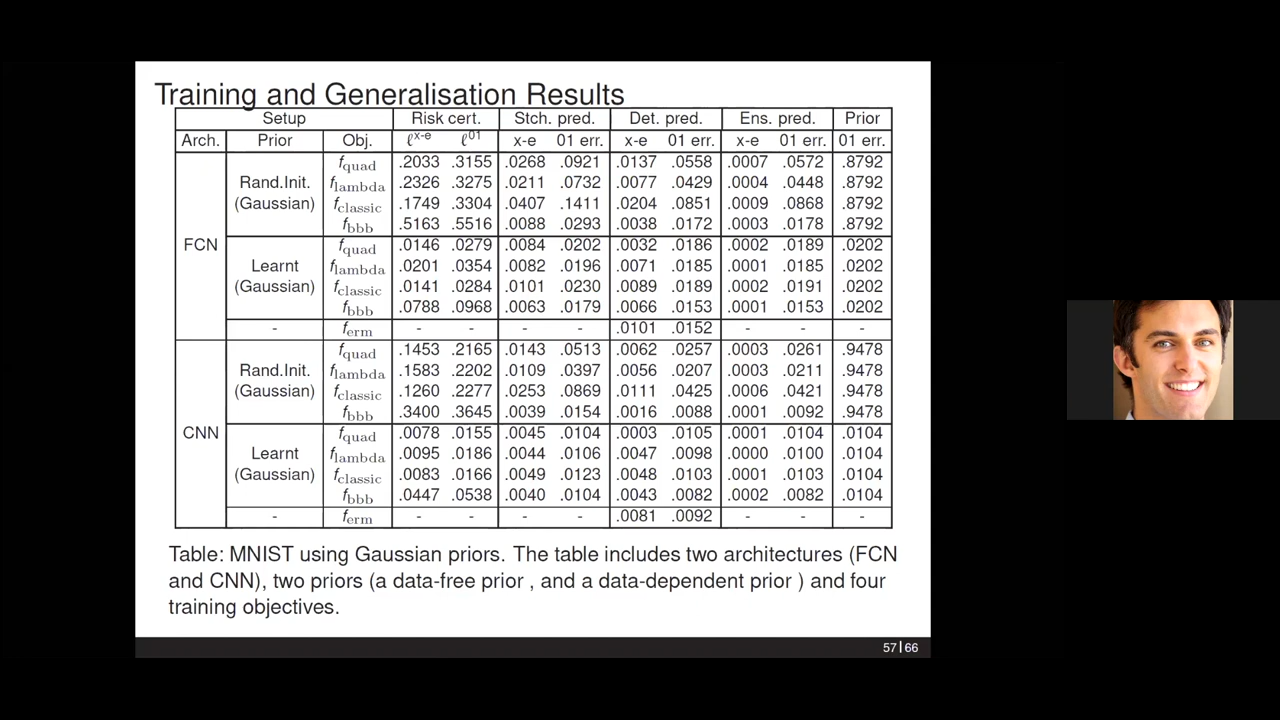 Training and Generalisation Results
Setup Risk cert. Stch. pred. Det. pred. Ens. pred. Prior
Arch. Prior Obj. ℓx-e ℓ01 x-e 01 err. x-e 01 err. x-e 01 err. 01 err.
fquad .2033 .3155 .0268 .0921 .0137 .0558 .0007 .0572 .8792
Rand.Init. flambda .2326 .3275 .0211 .0732 .0077 .0429 .0004 .0448 .8792
(Gaussian) fclassic .1749 .3304 .0407 .1411 .0204 .0851 .0009 .0868 .8792
fbbb .5163 .5516 .0088 .0293 .0038 .0172 .0003 .0178 .8792
FCN fquad .0146 .0279 .0084 .0202 .0032 .0186 .0002 .0189 .0202
Learnt flambda .0201 .0354 .0082 .0196 .0071 .0185 .0001 .0185 .0202
(Gaussian) fclassic .0141 .0284 .0101 .0230 .0089 .0189 .0002 .0191 .0202
fbbb .0788 .0968 .0063 .0179 .0066 .0153 .0001 .0153 .0202
- ferm - - - - .0101 .0152 - - -
fquad .1453 .2165 .0143 .0513 .0062 .0257 .0003 .0261 .9478
Rand.Init. flambda .1583 .2202 .0109 .0397 .0056 .0207 .0003 .0211 .9478
(Gaussian) fclassic .1260 .2277 .0253 .0869 .0111 .0425 .0006 .0421 .9478
fbbb .3400 .3645 .0039 .0154 .0016 .0088 .0001 .0092 .9478
CNN fquad .0078 .0155 .0045 .0104 .0003 .0105 .0001 .0104 .0104
Learnt flambda .0095 .0186 .0044 .0106 .0047 .0098 .0000 .0100 .0104
(Gaussian) fclassic .0083 .0166 .0049 .0123 .0048 .0103 .0001 .0103 .0104
fbbb .0447 .0538 .0040 .0104 .0043 .0082 .0002 .0082 .0104
- ferm - - - - .0081 .0092 - - -
Table: MNIST using Gaussian priors. The table includes two architectures (FCN
and CNN), two priors (a data-free prior , and a data-dependent prior ) and four
training objectives.
57|66